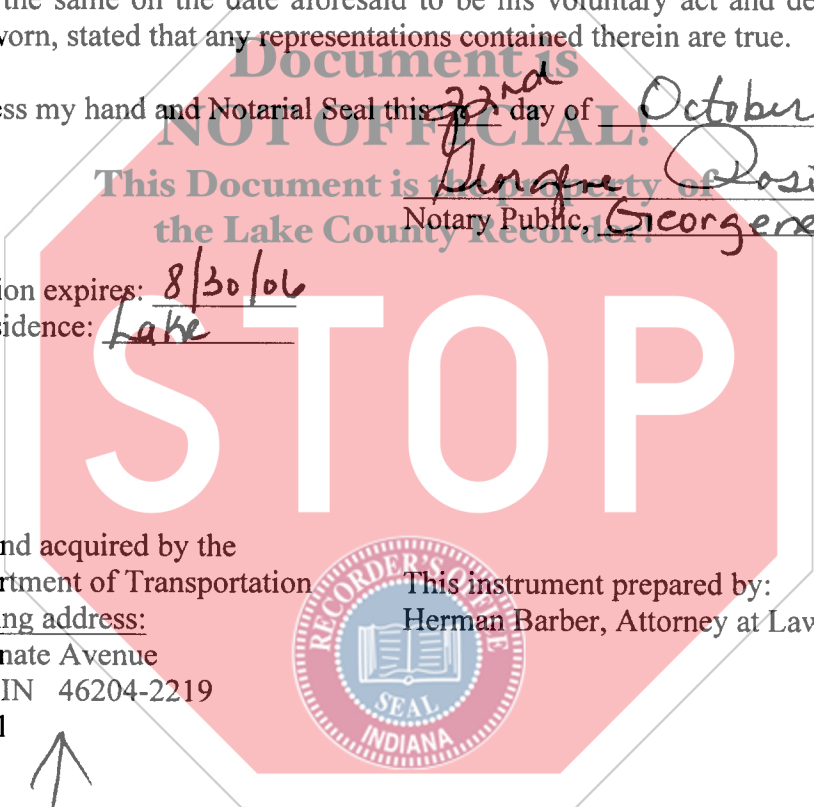 the same on the date aforesaid to be his voluntary act and de
worn, stated that any representations contained therein are true.
Document is
ess my hand and Notarial Seal this 22nd day of October
NOT OFFICIAL!
This Document is the property of
the Lake County Recorder!
Georgene Rosi
Notary Public, Georgene
ion expires: 8/30/06
sidence: Lake
STOP
nd acquired by the
rtment of Transportation
ng address:
nate Avenue
IN 46204-2219
l
This instrument prepared by:
Herman Barber, Attorney at Law
RECORDER'S OFFICE
SEAL
INDIANA